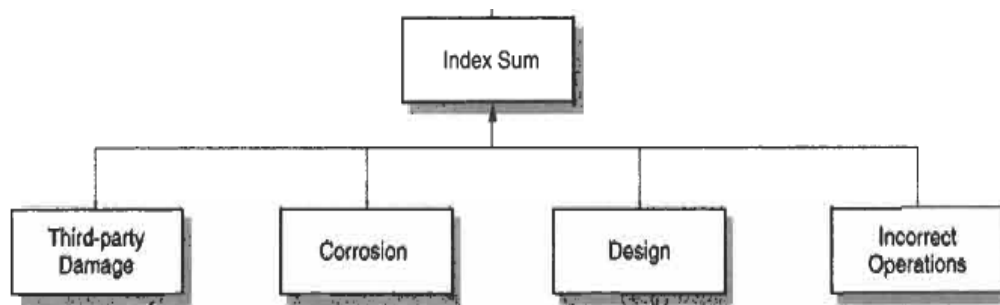 Index Sum
Third-party
Damage
Corrosion
Design
Incorrect
Operations